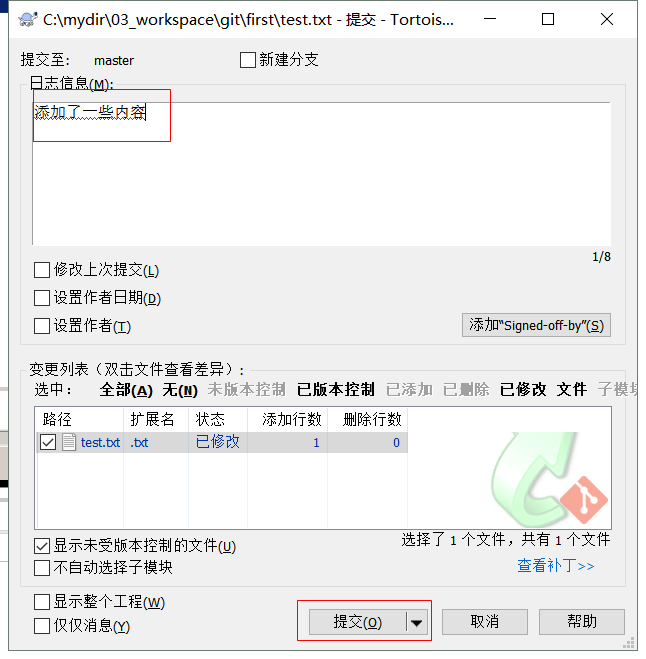 C:\mydir\03_workspace\git\first\test.txt - 提交 - Tortois...
提交至: master 新建分支
日志信息(M):
添加了一些内容
1/8
修改上次提交(L)
设置作者日期(D)
设置作者(T) 添加“Signed-off-by”(S)
变更列表（双击文件查看差异）:
选中: 全部(A) 无(N) 未版本控制 已版本控制 已添加 已删除 已修改 文件 子模块
路径 扩展名 状态 添加行数 删除行数
test.txt .txt 已修改 1 0
显示未受版本控制的文件(U) 选择了 1 个文件，共有 1 个文件
不自动选择子模块 查看补丁>>
显示整个工程(W)
仅仅消息(Y) 提交(O) 取消 帮助